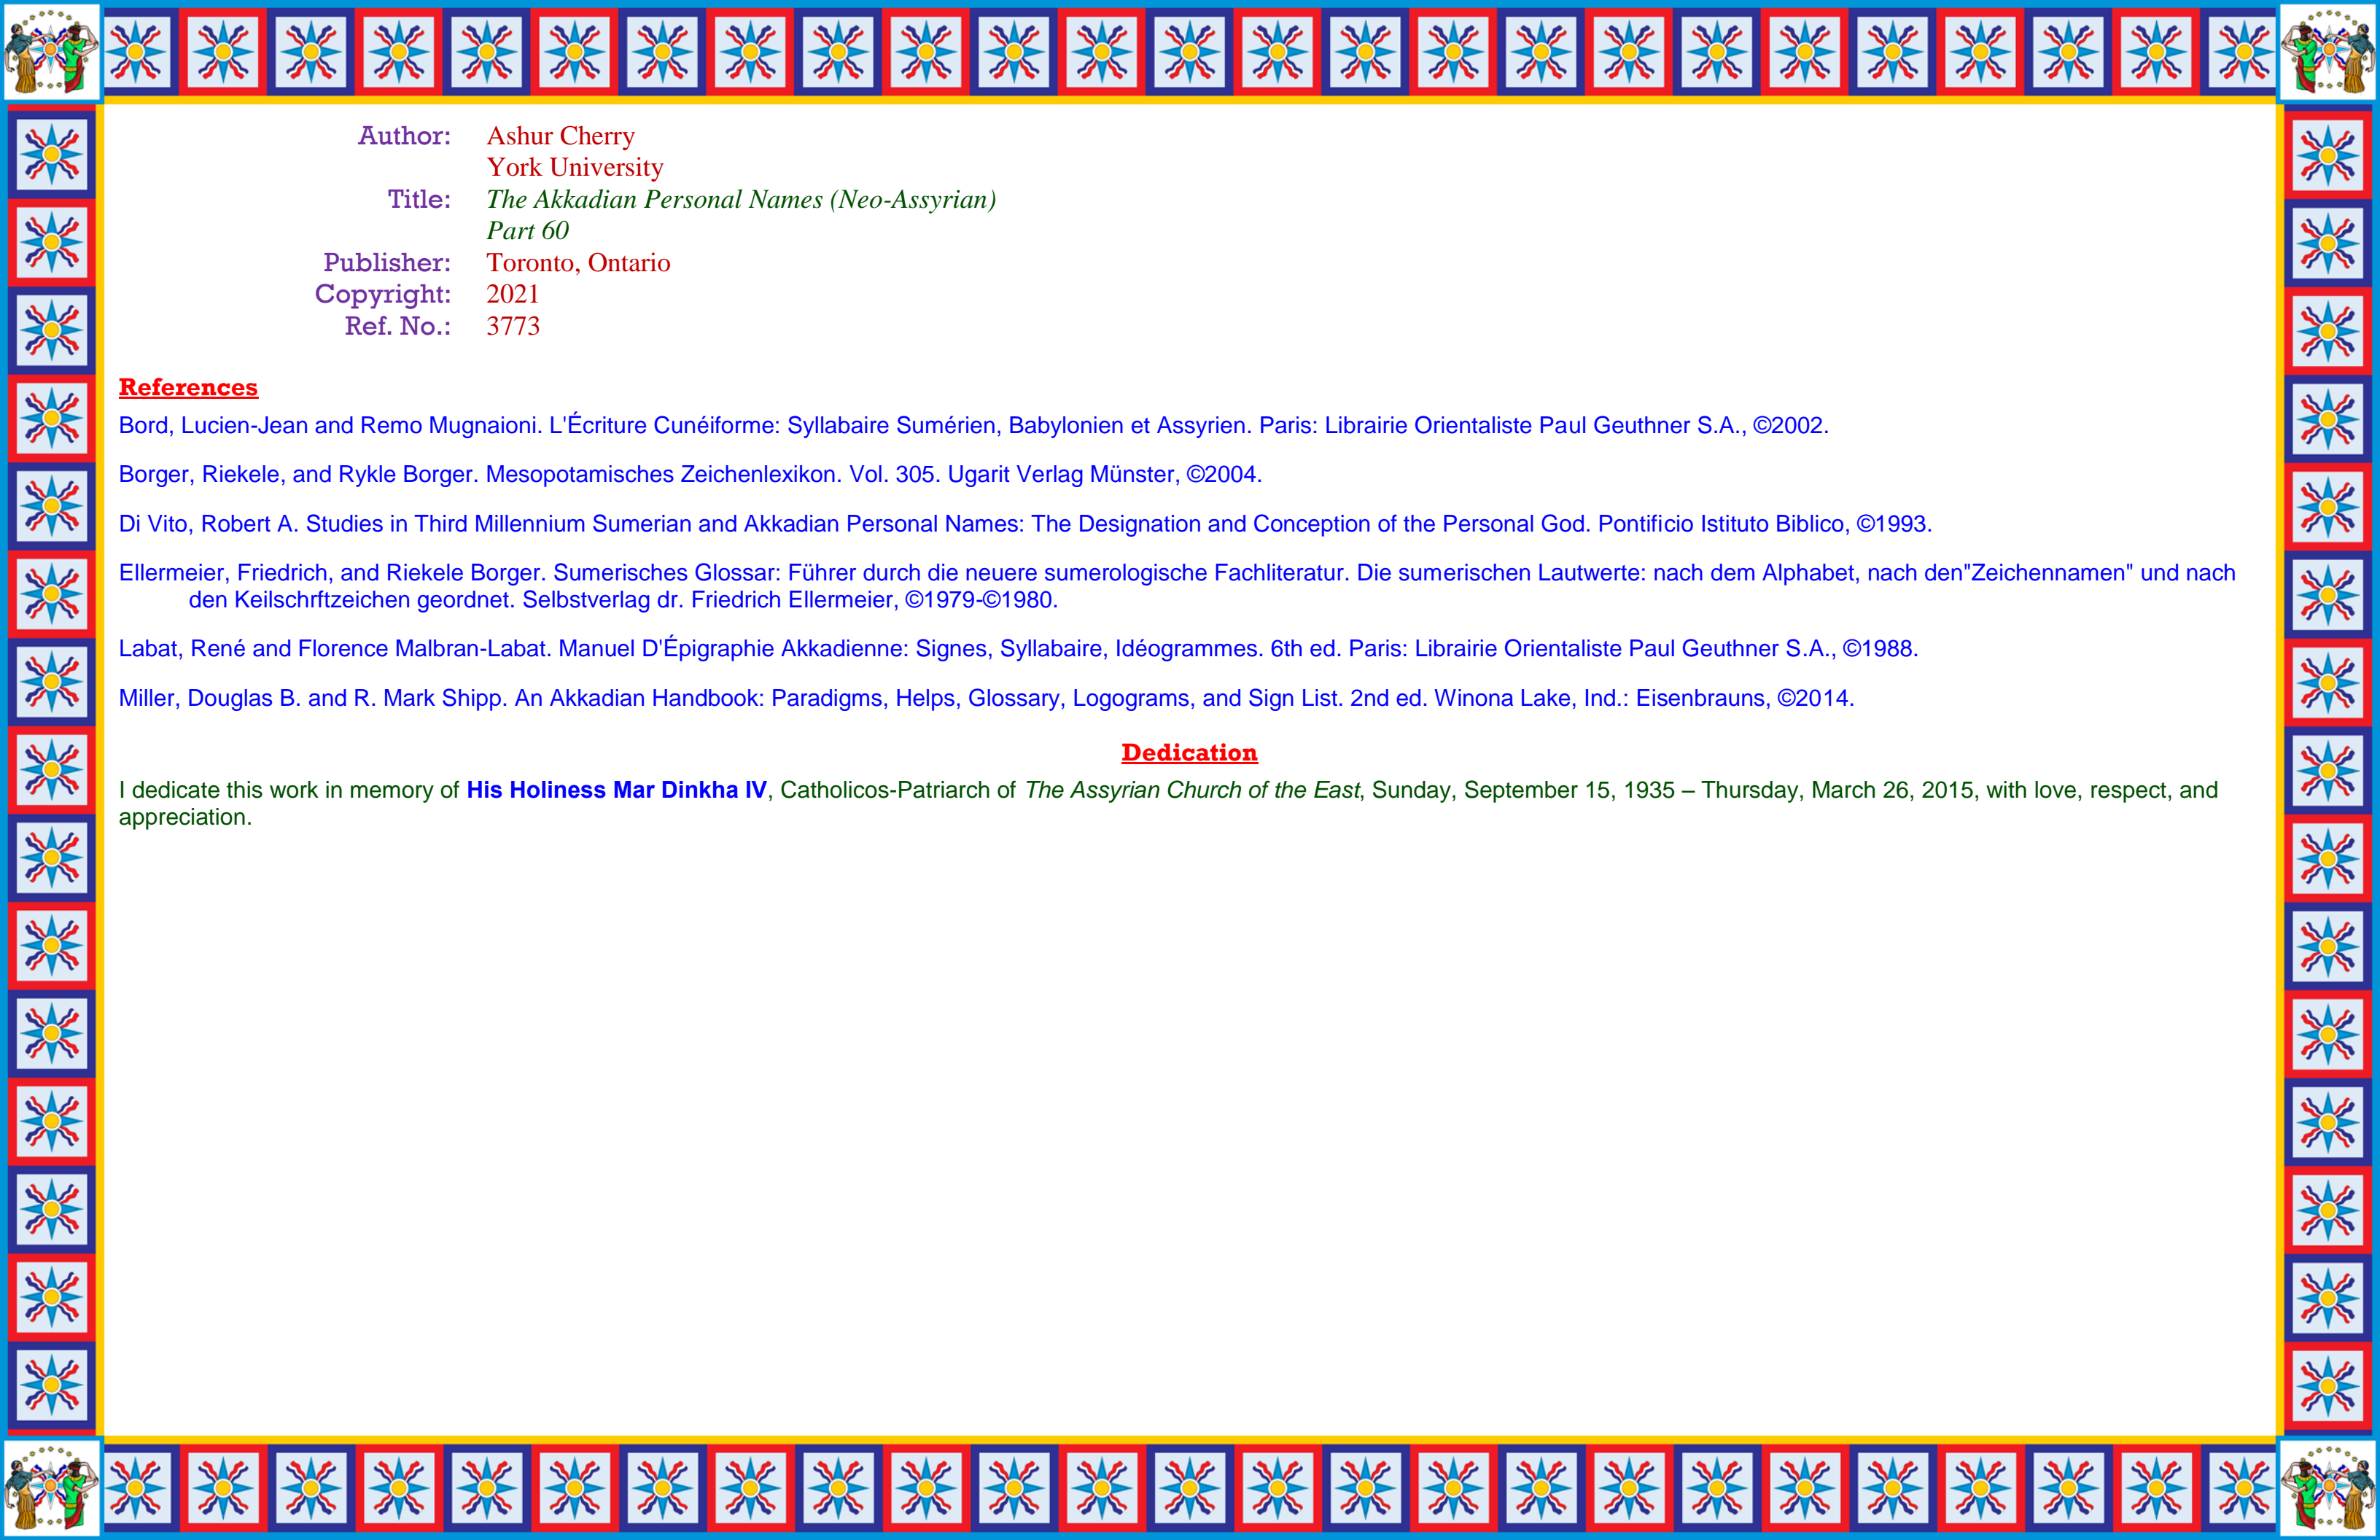 Author: Ashur Cherry
York University
Title: The Akkadian Personal Names (Neo-Assyrian)
Part 60
Publisher: Toronto, Ontario
Copyright: 2021
Ref. No.: 3773
References
Bord, Lucien-Jean and Remo Mugnaioni. L'Écriture Cunéiforme: Syllabaire Sumérien, Babylonien et Assyrien. Paris: Librairie Orientaliste Paul Geuthner S.A., ©2002.
Borger, Riekele, and Rykle Borger. Mesopotamisches Zeichenlexikon. Vol. 305. Ugarit Verlag Münster, ©2004.
Di Vito, Robert A. Studies in Third Millennium Sumerian and Akkadian Personal Names: The Designation and Conception of the Personal God. Pontificio Istituto Biblico, ©1993.
Ellermeier, Friedrich, and Riekele Borger. Sumerisches Glossar: Führer durch die neuere sumerologische Fachliteratur. Die sumerischen Lautwerte: nach dem Alphabet, nach den"Zeichennamen" und nach
den Keilschrftzeichen geordnet. Selbstverlag dr. Friedrich Ellermeier, ©1979-©1980.
Labat, René and Florence Malbran-Labat. Manuel D'Épigraphie Akkadienne: Signes, Syllabaire, Idéogrammes. 6th ed. Paris: Librairie Orientaliste Paul Geuthner S.A., ©1988.
Miller, Douglas B. and R. Mark Shipp. An Akkadian Handbook: Paradigms, Helps, Glossary, Logograms, and Sign List. 2nd ed. Winona Lake, Ind.: Eisenbrauns, ©2014.
Dedication
I dedicate this work in memory of His Holiness Mar Dinkha IV, Catholicos-Patriarch of The Assyrian Church of the East, Sunday, September 15, 1935 – Thursday, March 26, 2015, with love, respect, and
appreciation.